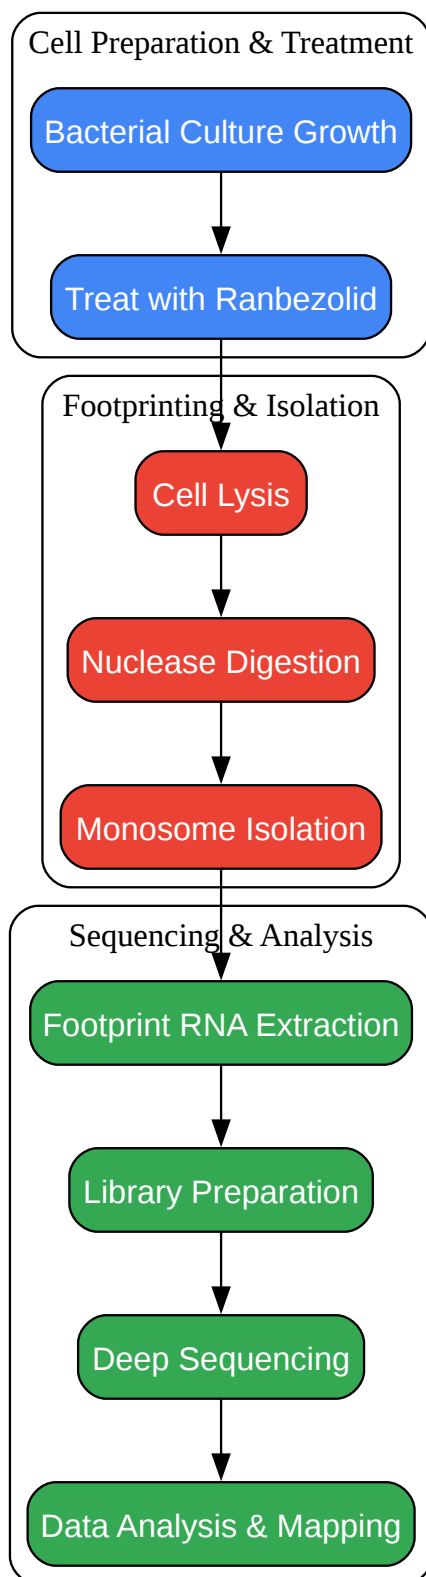 Cell Preparation & Treatment
Bacterial Culture Growth
Treat with Ranbezolid
Footprinting & Isolation
Cell Lysis
Nuclease Digestion
Monosome Isolation
Sequencing & Analysis
Footprint RNA Extraction
Library Preparation
Deep Sequencing
Data Analysis & Mapping